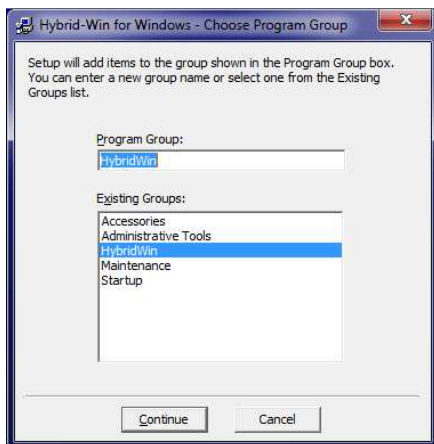 Hybrid-Win for Windows - Choose Program Group
Setup will add items to the group shown in the Program Group box.
You can enter a new group name or select one from the Existing
Groups list.
Program Group:
HybridWin
Existing Groups:
Accessories
Administrative Tools
HybridWin
Maintenance
Startup
Continue
Cancel